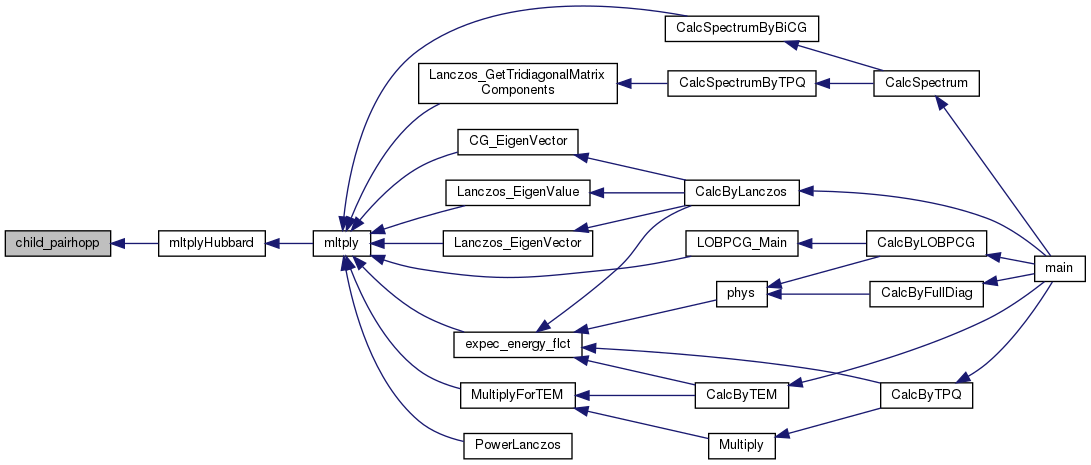 CalcSpectrumByBiCG
Lanczos_GetTridiagonalMatrix
Components
CalcSpectrumByTPQ
CalcSpectrum
CG_EigenVector
Lanczos_EigenValue
CalcByLanczos
child_pairhopp
mltplyHubbard
mltply
Lanczos_EigenVector
LOBPCG_Main
CalcByLOBPCG
main
phys
CalcByFullDiag
expec_energy_flct
MultiplyForTEM
CalcByTEM
CalcByTPQ
PowerLanczos
Multiply